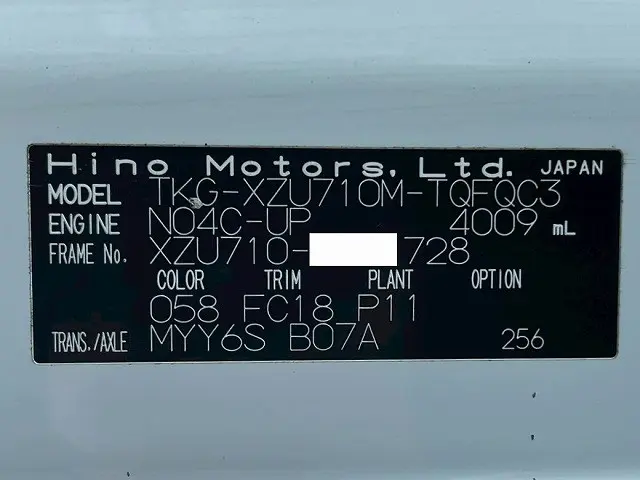 Hino Motors, Ltd. JAPAN
MODEL TKG-XZU710M-TQFQC3
ENGINE N04C-UP 4009 mL
FRAME No. XZU710- 728
COLOR TRIM PLANT OPTION
058 FC18 P11
TRANS./AXLE MYY6S B07A 256